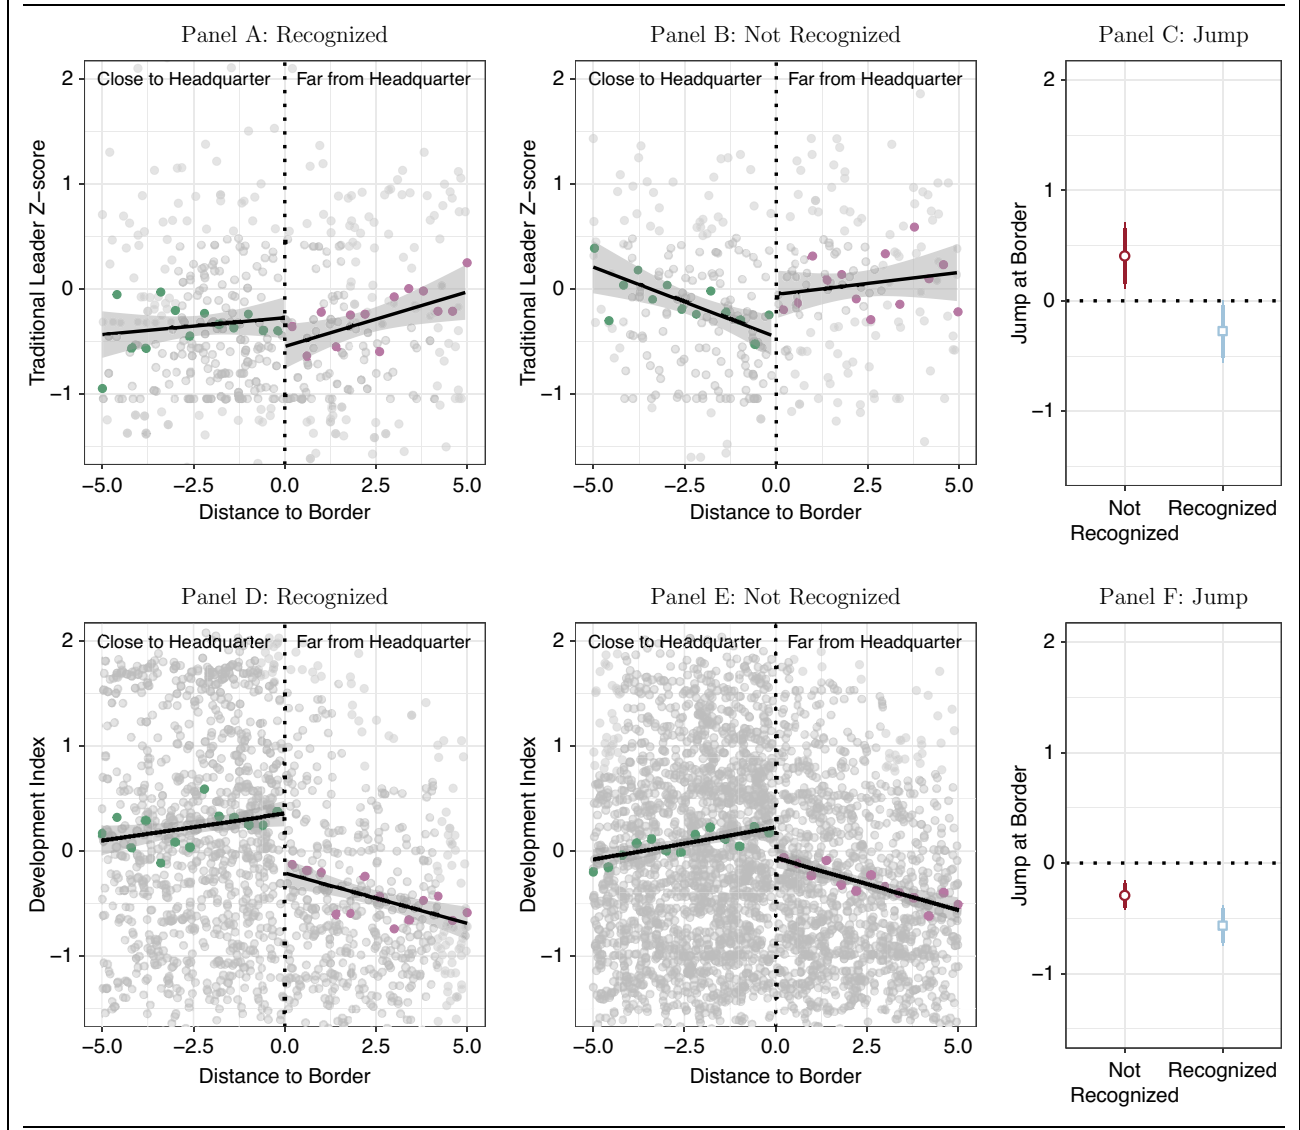 Panel A: Recognized
Panel B: Not Recognized
Panel C: Jump
Close to Headquarter
Far from Headquarter
Traditional Leader Z−score
2
1
0
−1
−5.0
−2.5
0.0
2.5
5.0
Distance to Border
Close to Headquarter
Far from Headquarter
Traditional Leader Z−score
2
1
0
−1
−5.0
−2.5
0.0
2.5
5.0
Distance to Border
Jump at Border
2
1
0
−1
Not
Recognized
Recognized
Panel D: Recognized
Panel E: Not Recognized
Panel F: Jump
Close to Headquarter
Far from Headquarter
Development Index
2
1
0
−1
−5.0
−2.5
0.0
2.5
5.0
Distance to Border
Close to Headquarter
Far from Headquarter
Development Index
2
1
0
−1
−5.0
−2.5
0.0
2.5
5.0
Distance to Border
Jump at Border
2
1
0
−1
Not
Recognized
Recognized